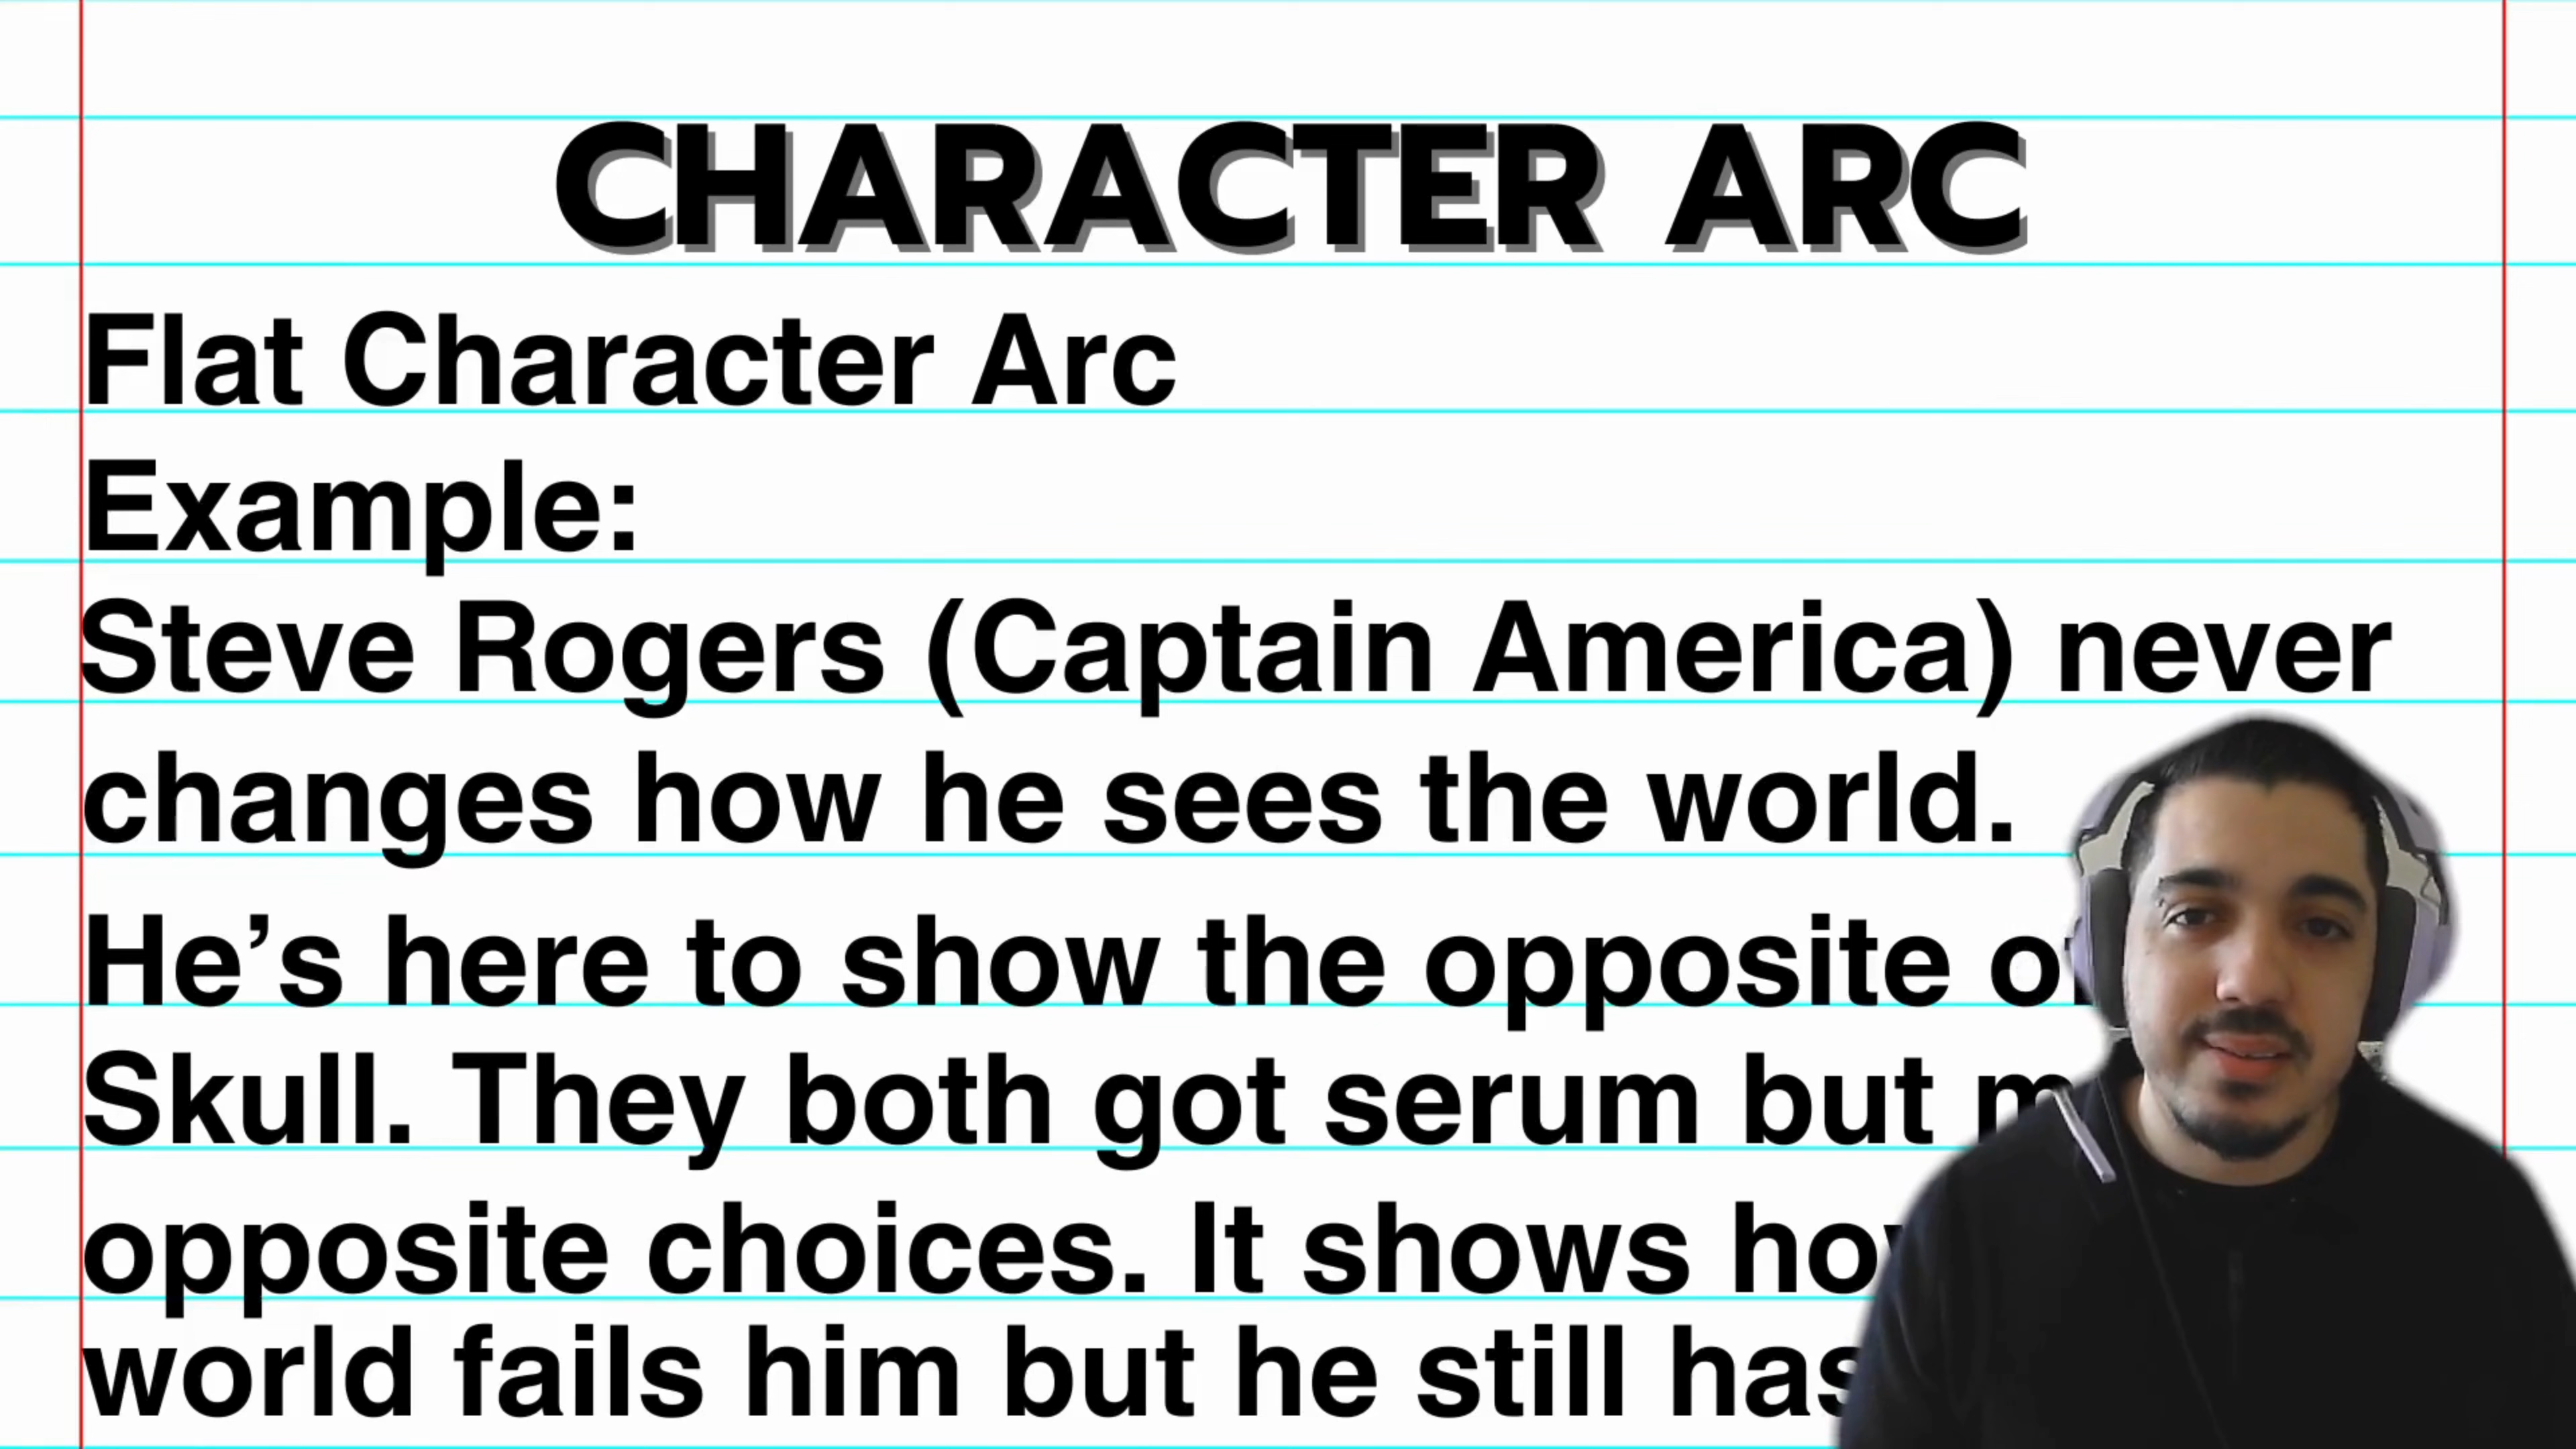 CHARACTER ARC
Flat Character Arc
Example:
Steve Rogers (Captain America) never
changes how he sees the world.
He’s here to show the opposite
Skull. They both got serum but
opposite choices. It shows
world fails him but he still has